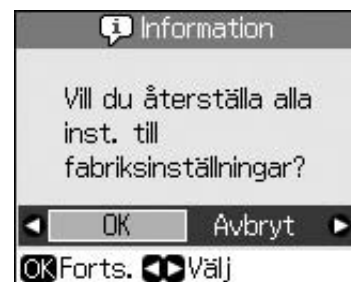 Information
Vill du återställa alla
inst. till
fabriksinställningar?
OK Avbryt
OK Forts. Välj